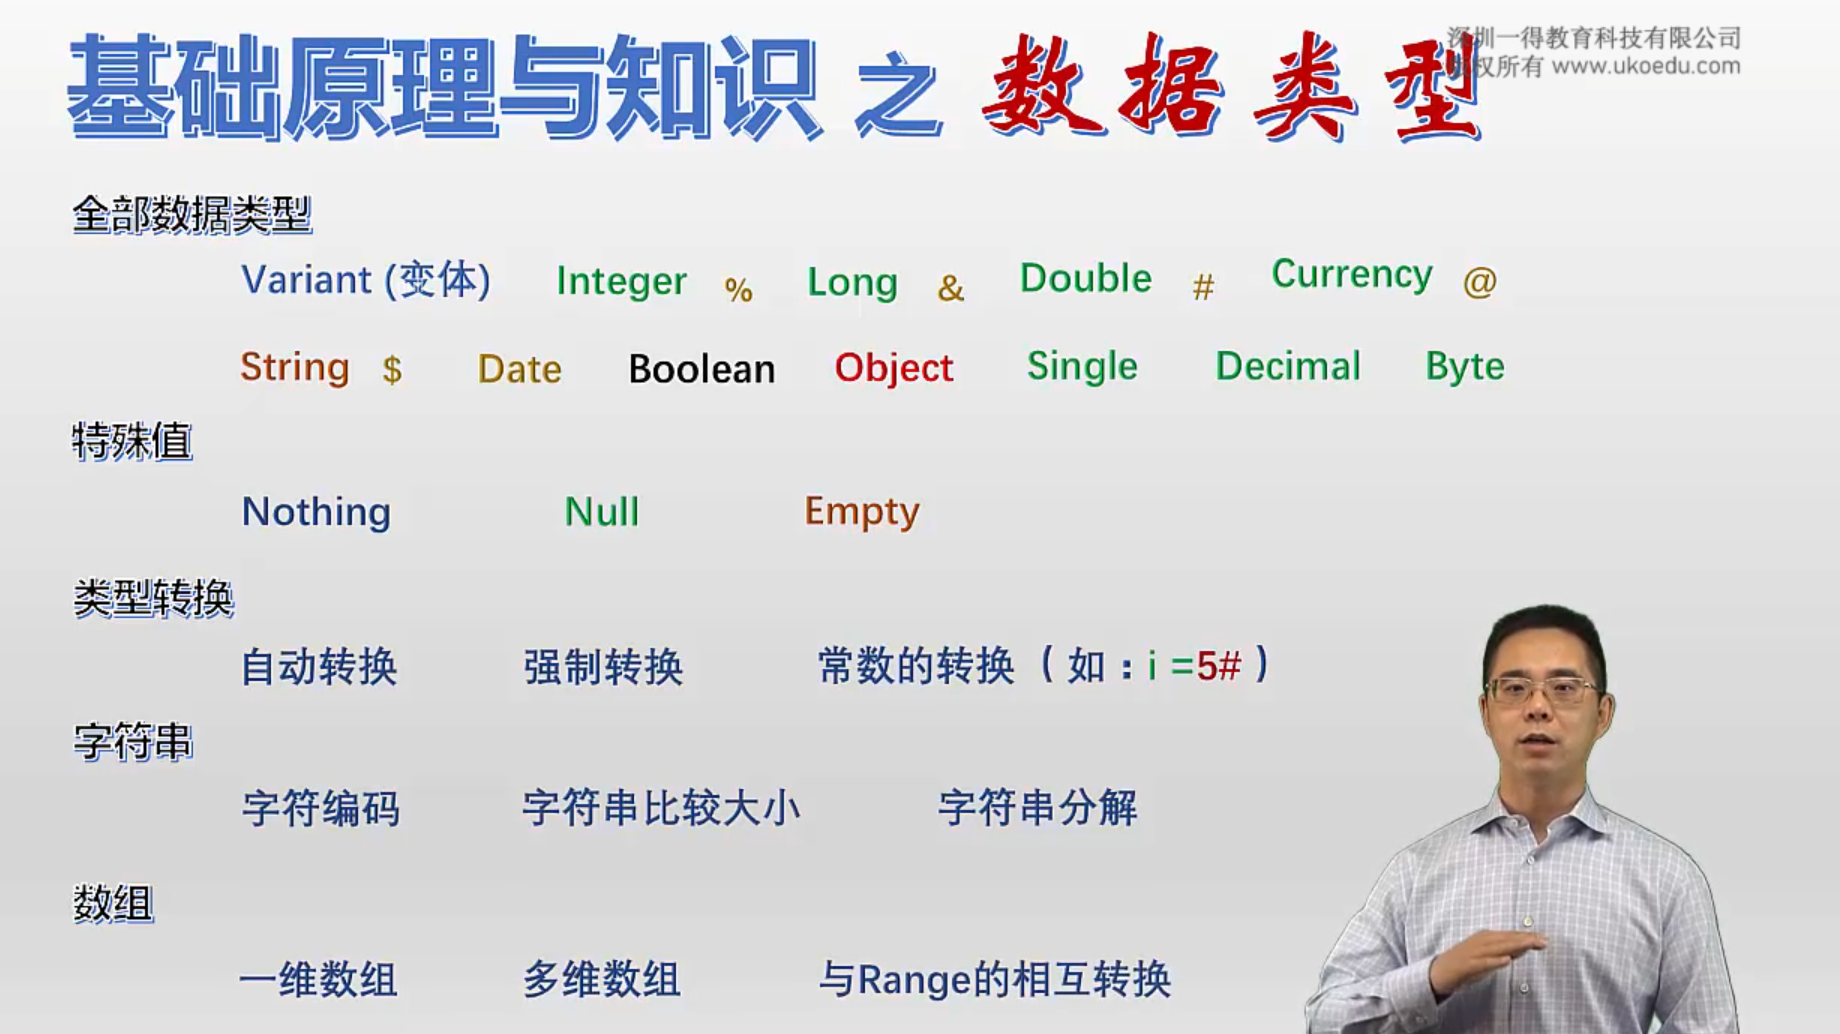 基础原理与知识 之 数据类型
深圳一得教育科技有限公司
版权所有 www.ukoedu.com
全部数据类型
Variant (变体) Integer % Long & Double # Currency @
String $ Date Boolean Object Single Decimal Byte
特殊值
Nothing Null Empty
类型转换
自动转换 强制转换 常数的转换（如：i =5#）
字符串
字符编码 字符串比较大小 字符串分解
数组
一维数组 多维数组 与Range的相互转换